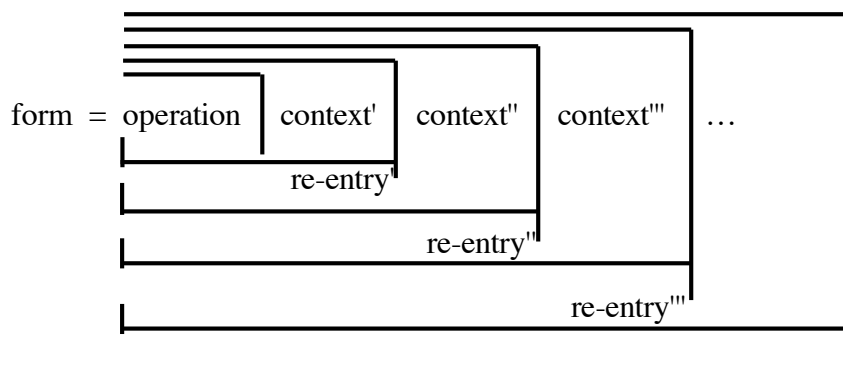 form = operation context' context" context"' …
re-entry'
re-entry"
re-entry"'